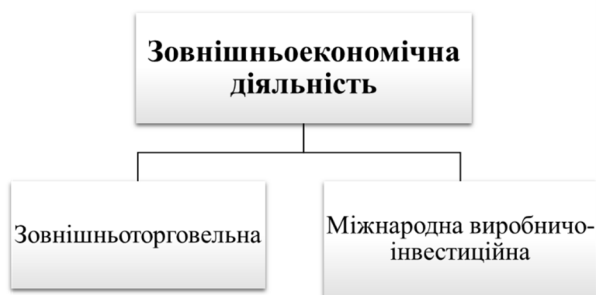 Зовнішньоекономічна
діяльність
Зовнішньоторговельна
Міжнародна виробничо-
інвестиційна